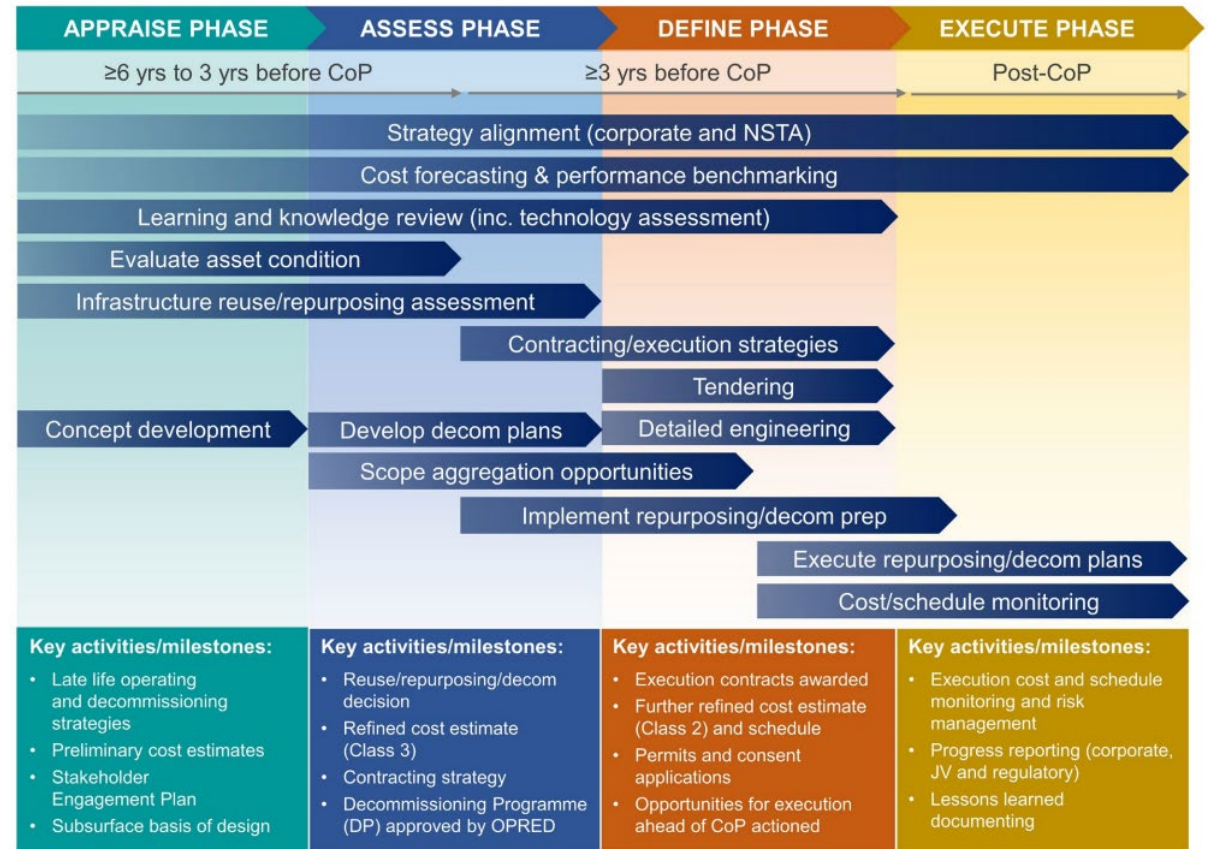 APPRAISE PHASE
ASSESS PHASE
DEFINE PHASE
EXECUTE PHASE
≥6 yrs to 3 yrs before CoP
≥3 yrs before CoP
Post-CoP
Strategy alignment (corporate and NSTA)
Cost forecasting & performance benchmarking
Learning and knowledge review (inc. technology assessment)
Evaluate asset condition
Infrastructure reuse/repurposing assessment
Contracting/execution strategies
Tendering
Concept development
Develop decom plans
Detailed engineering
Scope aggregation opportunities
Implement repurposing/decom prep
Execute repurposing/decom plans
Cost/schedule monitoring
Key activities/milestones:
• Late life operating
and decommissioning
strategies
• Preliminary cost estimates
• Stakeholder
Engagement Plan
• Subsurface basis of design
Key activities/milestones:
• Reuse/repurposing/decom
decision
• Refined cost estimate
(Class 3)
• Contracting strategy
• Decommissioning Programme
(DP) approved by OPRED
Key activities/milestones:
• Execution contracts awarded
• Further refined cost estimate
(Class 2) and schedule
• Permits and consent
applications
• Opportunities for execution
ahead of CoP actioned
Key activities/milestones:
• Execution cost and schedule
monitoring and risk
management
• Progress reporting (corporate,
JV and regulatory)
• Lessons learned
documenting